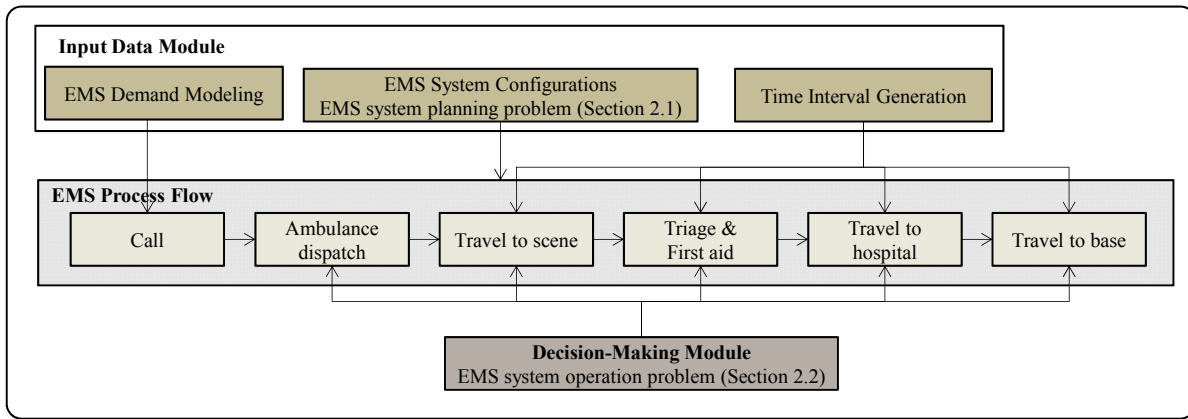 Input Data Module
EMS Demand Modeling
EMS System Configurations
EMS system planning problem (Section 2.1)
Time Interval Generation
EMS Process Flow
Call
Ambulance
dispatch
Travel to scene
Triage &
First aid
Travel to
hospital
Travel to base
Decision-Making Module
EMS system operation problem (Section 2.2)